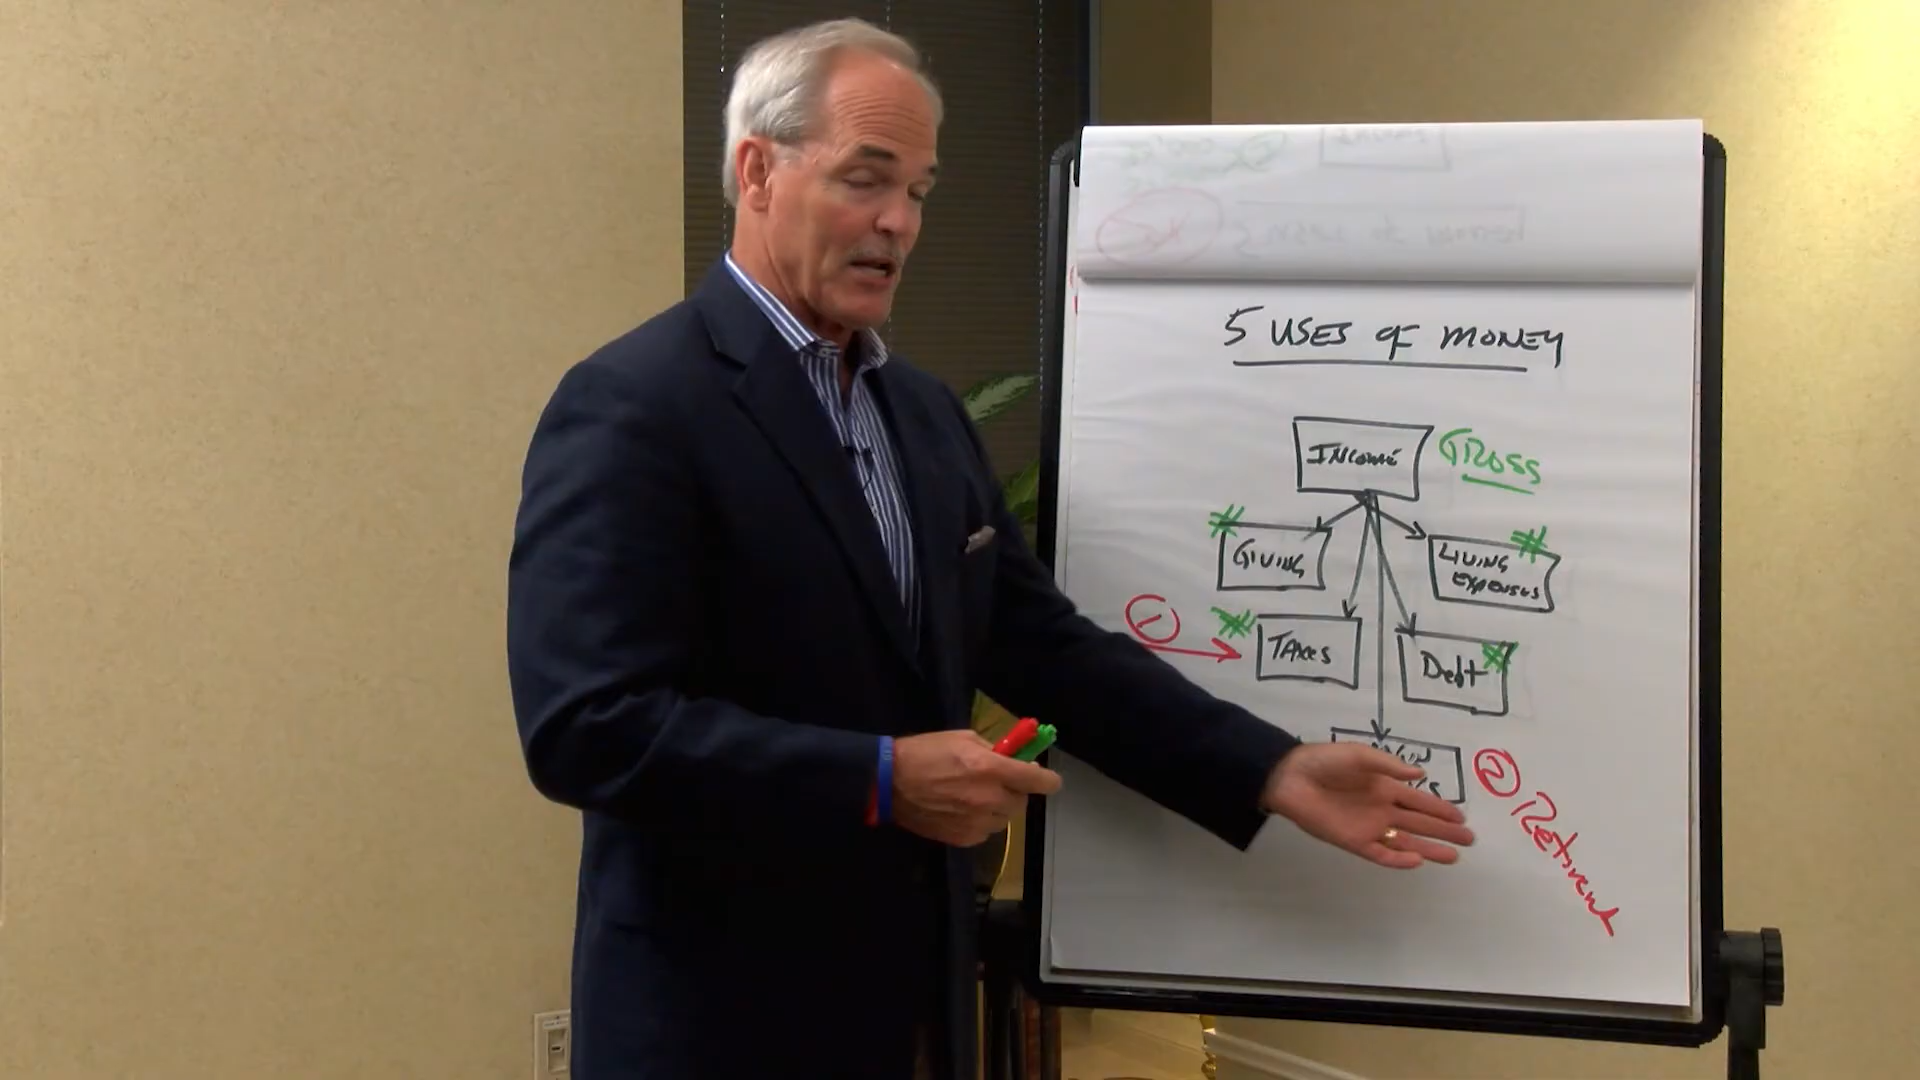 5 USES OF MONEY
INCOME GROSS
# GIVING
LIVING #
EXPENSES
1
# TAXES
Debt #
2 Retirement